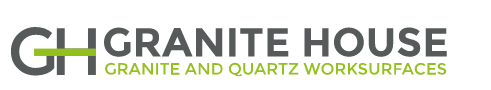 GH GRANITE HOUSE
GRANITE AND QUARTZ WORKSURFACES